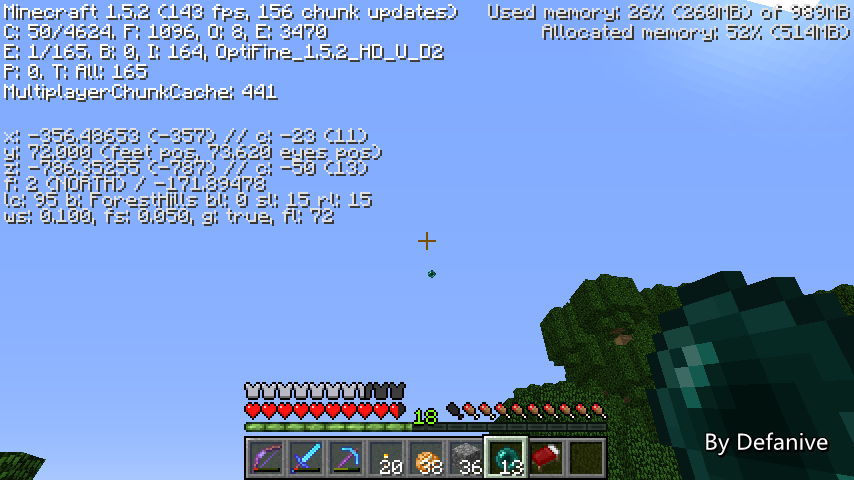 Minecraft 1.5.2 (143 fps, 156 chunk updates)
C: 50/4624, F: 1096, O: 8, E: 3470
E: 1/165, B: 0, I: 164, OptiFine_1.5.2_HD_U_D2
P: 0, T: All: 165
MultiplayerChunkCache: 441
Used memory: 26% (260MB) of 989MB
Allocated memory: 52% (514MB)
x: -356.48653 (-357) // c: -23 (11)
y: 72.000 (feet pos, 73.620 eyes pos)
z: -786.35255 (-787) // c: -50 (13)
f: 2 (NORTH) / -171.89478
lc: 95 b: ForestHills bl: 0 sl: 15 rl: 15
ws: 0.100, fs: 0.050, g: true, fl: 72
18
20 38 36 13
By Defanive